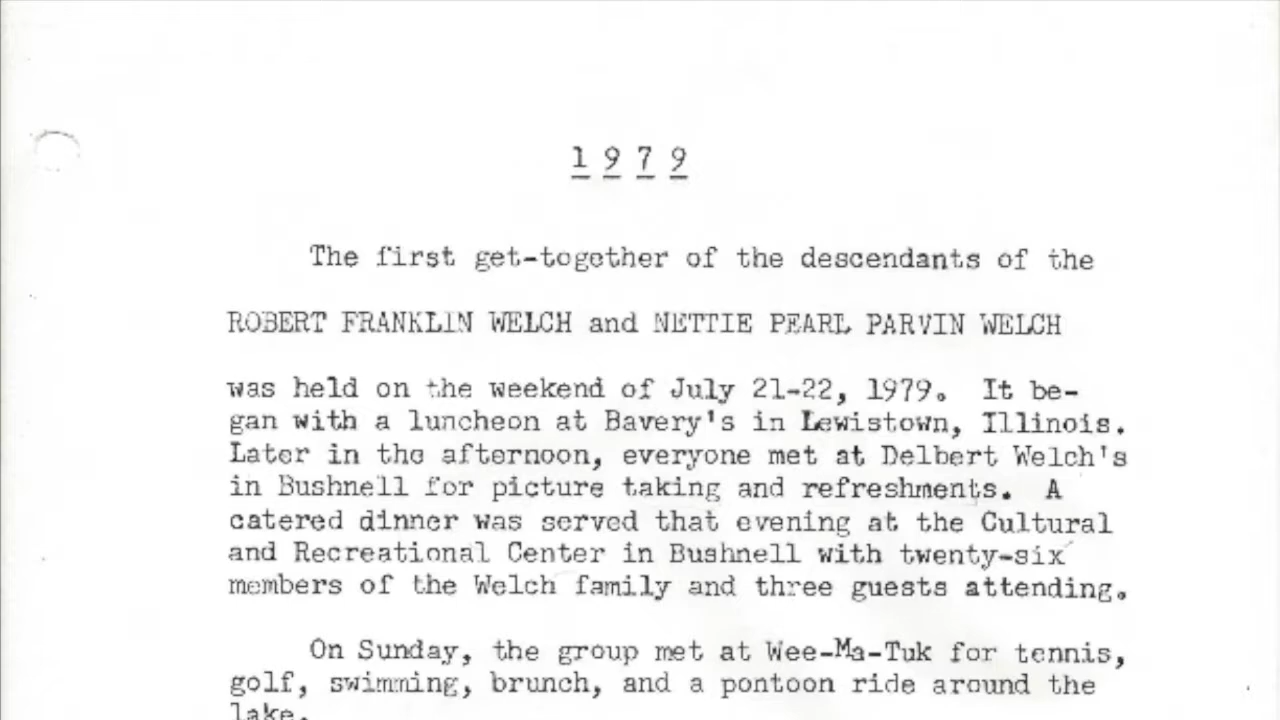 1 9 7 9
The first get-together of the descendants of the
ROBERT FRANKLIN WELCH and NETTIE PEARL PARVIN WELCH
was held on the weekend of July 21-22, 1979. It be-
gan with a luncheon at Bavery's in Lewistown, Illinois.
Later in the afternoon, everyone met at Delbert Welch's
in Bushnell for picture taking and refreshments. A
catered dinner was served that evening at the Cultural
and Recreational Center in Bushnell with twenty-six
members of the Welch family and three guests attending.
On Sunday, the group met at Wee-Ma-Tuk for tennis,
golf, swimming, brunch, and a pontoon ride around the
lake.